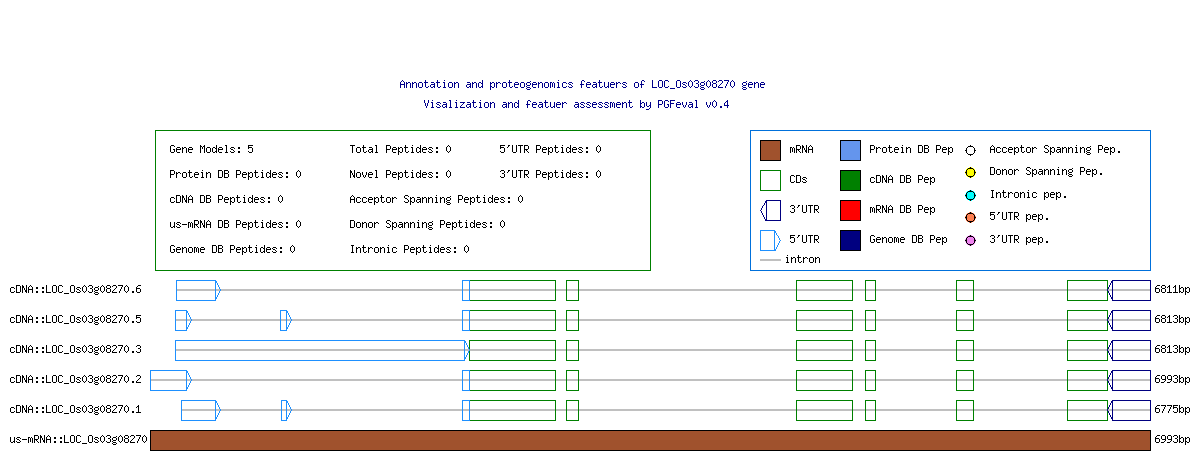 Annotation and proteogenomics featuers of LOC_Os03g08270 gene
Visalization and featuer assessment by PGFeval v0.4
Gene Models: 5 Total Peptides: 0 5'UTR Peptides: 0
Protein DB Peptides: 0 Novel Peptides: 0 3'UTR Peptides: 0
cDNA DB Peptides: 0 Acceptor Spanning Peptides: 0
us-mRNA DB Peptides: 0 Donor Spanning Peptides: 0
Genome DB Peptides: 0 Intronic Peptides: 0
mRNA Protein DB Pep Acceptor Spanning Pep.
CDs cDNA DB Pep Donor Spanning Pep.
3'UTR mRNA DB Pep Intronic pep.
5'UTR Genome DB Pep 5'UTR pep.
intron 3'UTR pep.
cDNA::LOC_Os03g08270.6 6811bp
cDNA::LOC_Os03g08270.5 6813bp
cDNA::LOC_Os03g08270.3 6813bp
cDNA::LOC_Os03g08270.2 6993bp
cDNA::LOC_Os03g08270.1 6775bp
us-mRNA::LOC_Os03g08270 6993bp